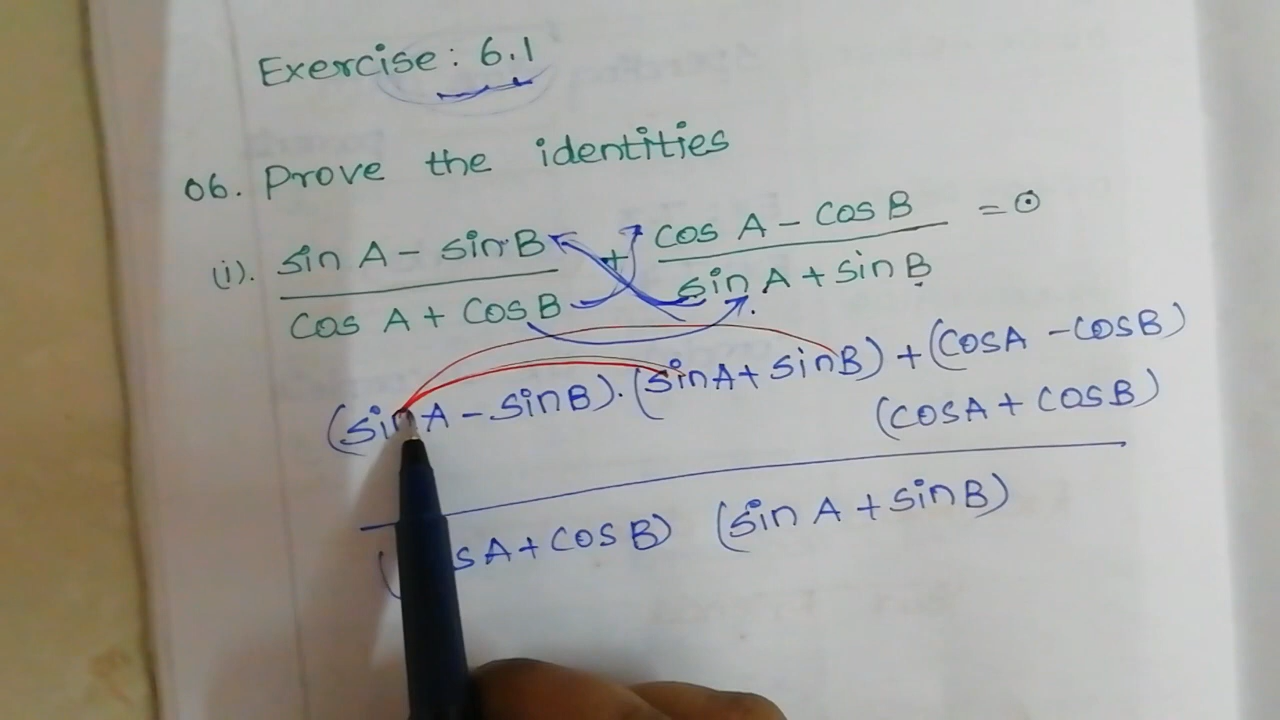 Exercise: 6.1
06. Prove the identities
(i). sin A - sin B / cos A + cos B + cos A - cos B / sin A + sin B = 0
(sin A - sin B).(sin A + sin B) + (cos A - cos B)
(cos A + cos B)
s A + cos B) (sin A + sin B)